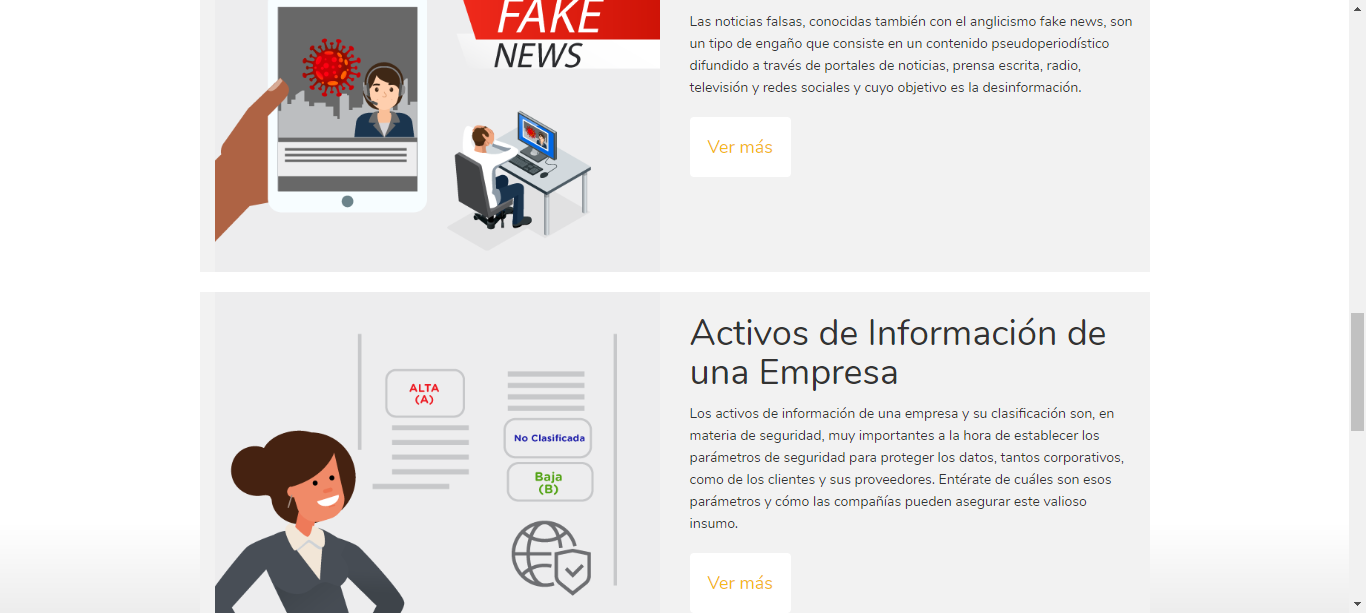 FAKE
NEWS
Las noticias falsas, conocidas también con el anglicismo fake news, son
un tipo de engaño que consiste en un contenido pseudoperiodístico
difundido a través de portales de noticias, prensa escrita, radio,
televisión y redes sociales y cuyo objetivo es la desinformación.
Ver más
ALTA
(A)
No Clasificada
Baja
(B)
Activos de Información de
una Empresa
Los activos de información de una empresa y su clasificación son, en
materia de seguridad, muy importantes a la hora de establecer los
parámetros de seguridad para proteger los datos, tantos corporativos,
como de los clientes y sus proveedores. Entérate de cuáles son esos
parámetros y cómo las compañías pueden asegurar este valioso
insumo.
Ver más